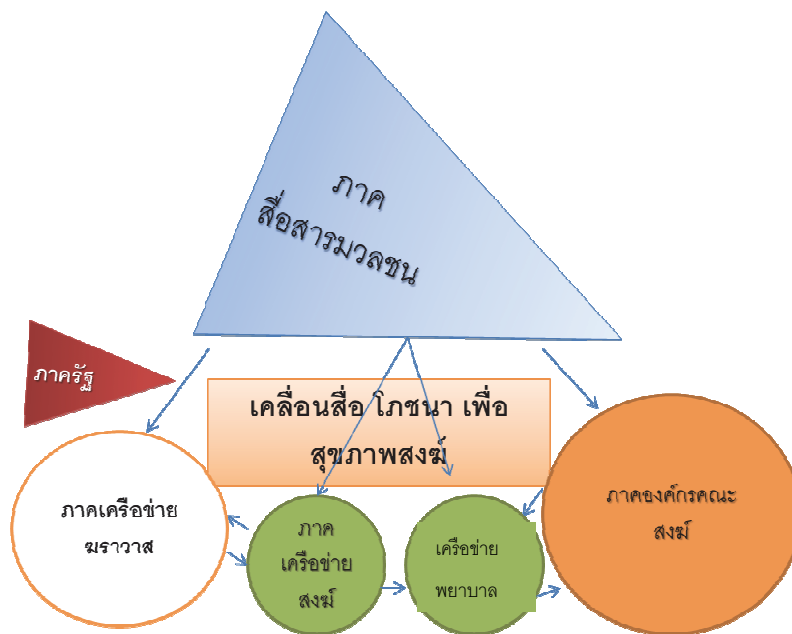 ภาค
สื่อสารมวลชน
ภาครัฐ
เคลื่อนสื่อ โภชนา เพื่อ
สุขภาพสงฆ์
ภาคเครือข่าย
ฆราวาส
ภาค
เครือข่าย
สงฆ์
เครือข่าย
พยาบาล
ภาคองค์กรคณะ
สงฆ์